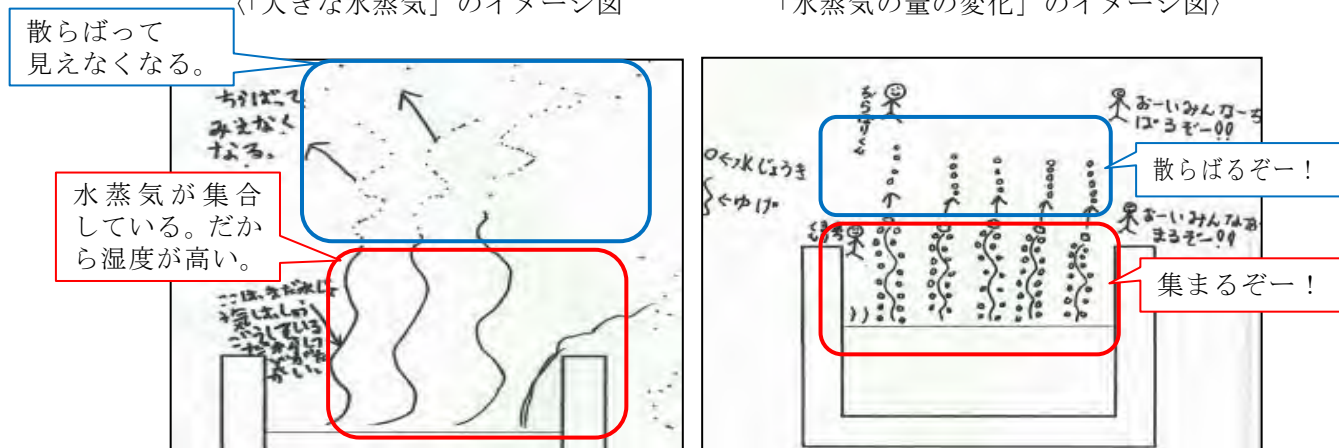 〈「大きな水蒸気」のイメージ図
「水蒸気の量の変化」のイメージ図〉
散らばって
見えなくなる。
ちらばって
みえなく
なる。
水蒸気が集合
している。だか
ら湿度が高い。
ちらばりくん
おーいみんなーち
ばるぞー!!
○←水じょうき
←ゆげ
散らばるぞー！
おーいみんなあ
まるぞー!!
集まるぞー！